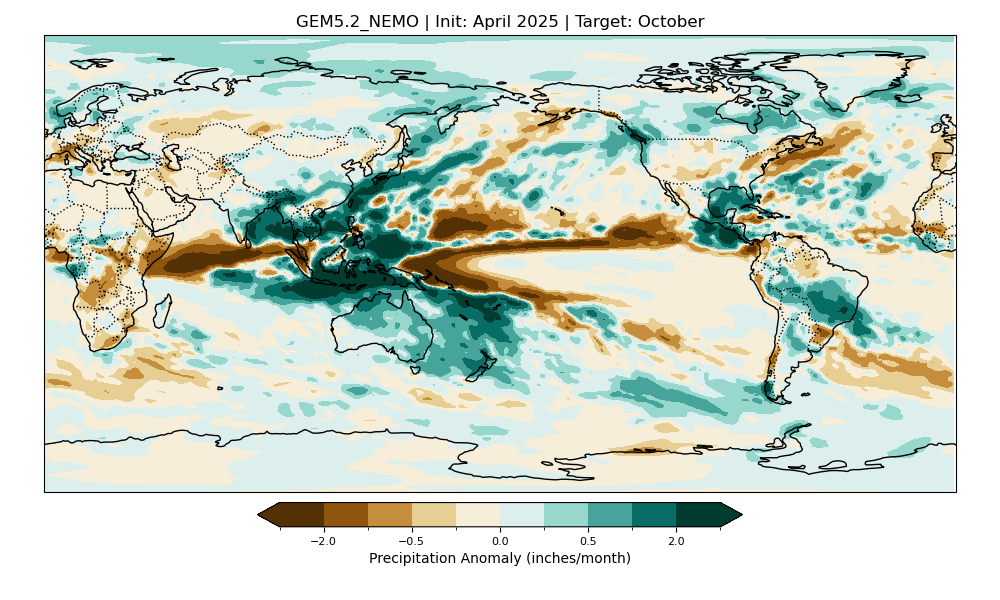 GEM5.2_NEMO | Init: April 2025 | Target: October
−2.0 −0.5 0.0 0.5 2.0
Precipitation Anomaly (inches/month)